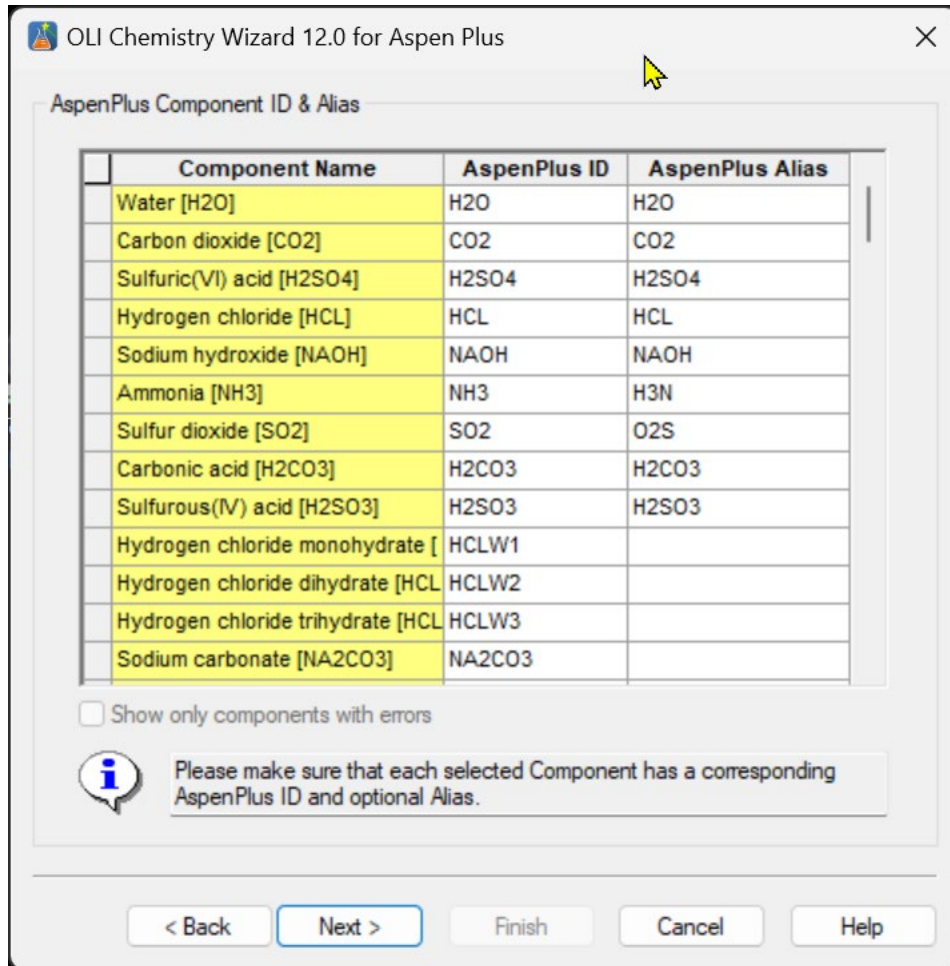 OLI Chemistry Wizard 12.0 for Aspen Plus
AspenPlus Component ID & Alias
Component Name AspenPlus ID AspenPlus Alias
Water [H2O] H2O H2O
Carbon dioxide [CO2] CO2 CO2
Sulfuric(VI) acid [H2SO4] H2SO4 H2SO4
Hydrogen chloride [HCL] HCL HCL
Sodium hydroxide [NAOH] NAOH NAOH
Ammonia [NH3] NH3 H3N
Sulfur dioxide [SO2] SO2 O2S
Carbonic acid [H2CO3] H2CO3 H2CO3
Sulfurous(IV) acid [H2SO3] H2SO3 H2SO3
Hydrogen chloride monohydrate [ HCLW1
Hydrogen chloride dihydrate [HCL HCLW2
Hydrogen chloride trihydrate [HCL HCLW3
Sodium carbonate [NA2CO3] NA2CO3
Show only components with errors
Please make sure that each selected Component has a corresponding
AspenPlus ID and optional Alias.
< Back Next > Finish Cancel Help